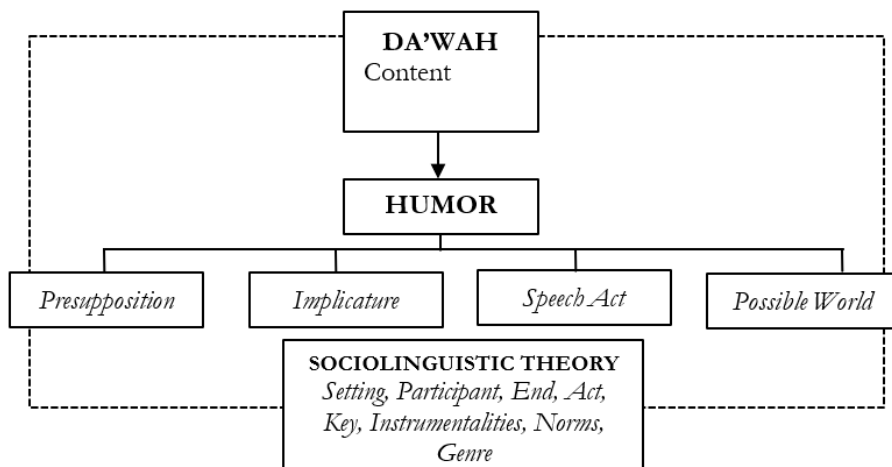 DA’WAH
Content
HUMOR
Presupposition
Implicature
Speech Act
Possible World
SOCIOLINGUISTIC THEORY
Setting, Participant, End, Act,
Key, Instrumentalities, Norms,
Genre